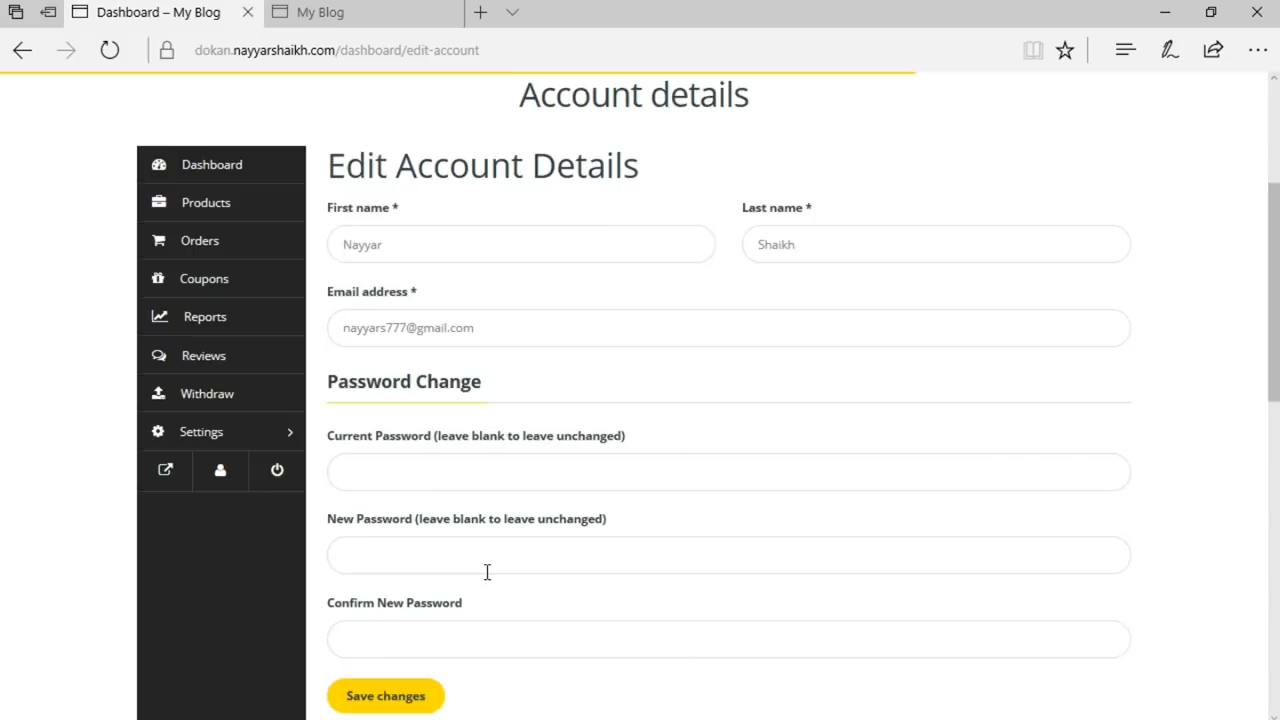 Dashboard – My Blog
My Blog
dokan.nayyarshaikh.com/dashboard/edit-account
Account details
Dashboard
Products
Orders
Coupons
Reports
Reviews
Withdraw
Settings
Edit Account Details
First name * Last name *
Nayyar Shaikh
Email address *
nayyars777@gmail.com
Password Change
Current Password (leave blank to leave unchanged)
New Password (leave blank to leave unchanged)
Confirm New Password
Save changes